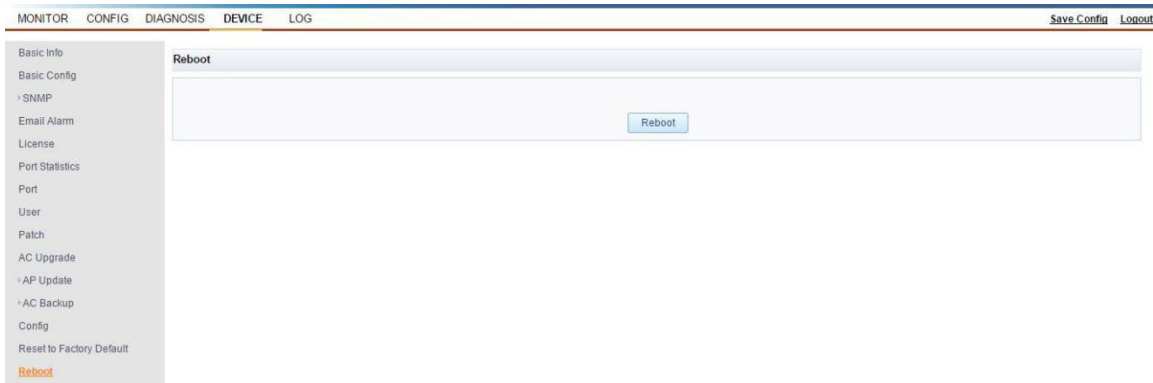 MONITOR CONFIG DIAGNOSIS DEVICE LOG Save Config Logout
Basic Info
Basic Config
SNMP
Email Alarm
License
Port Statistics
Port
User
Patch
AC Upgrade
AP Update
AC Backup
Config
Reset to Factory Default
Reboot
Reboot
Reboot